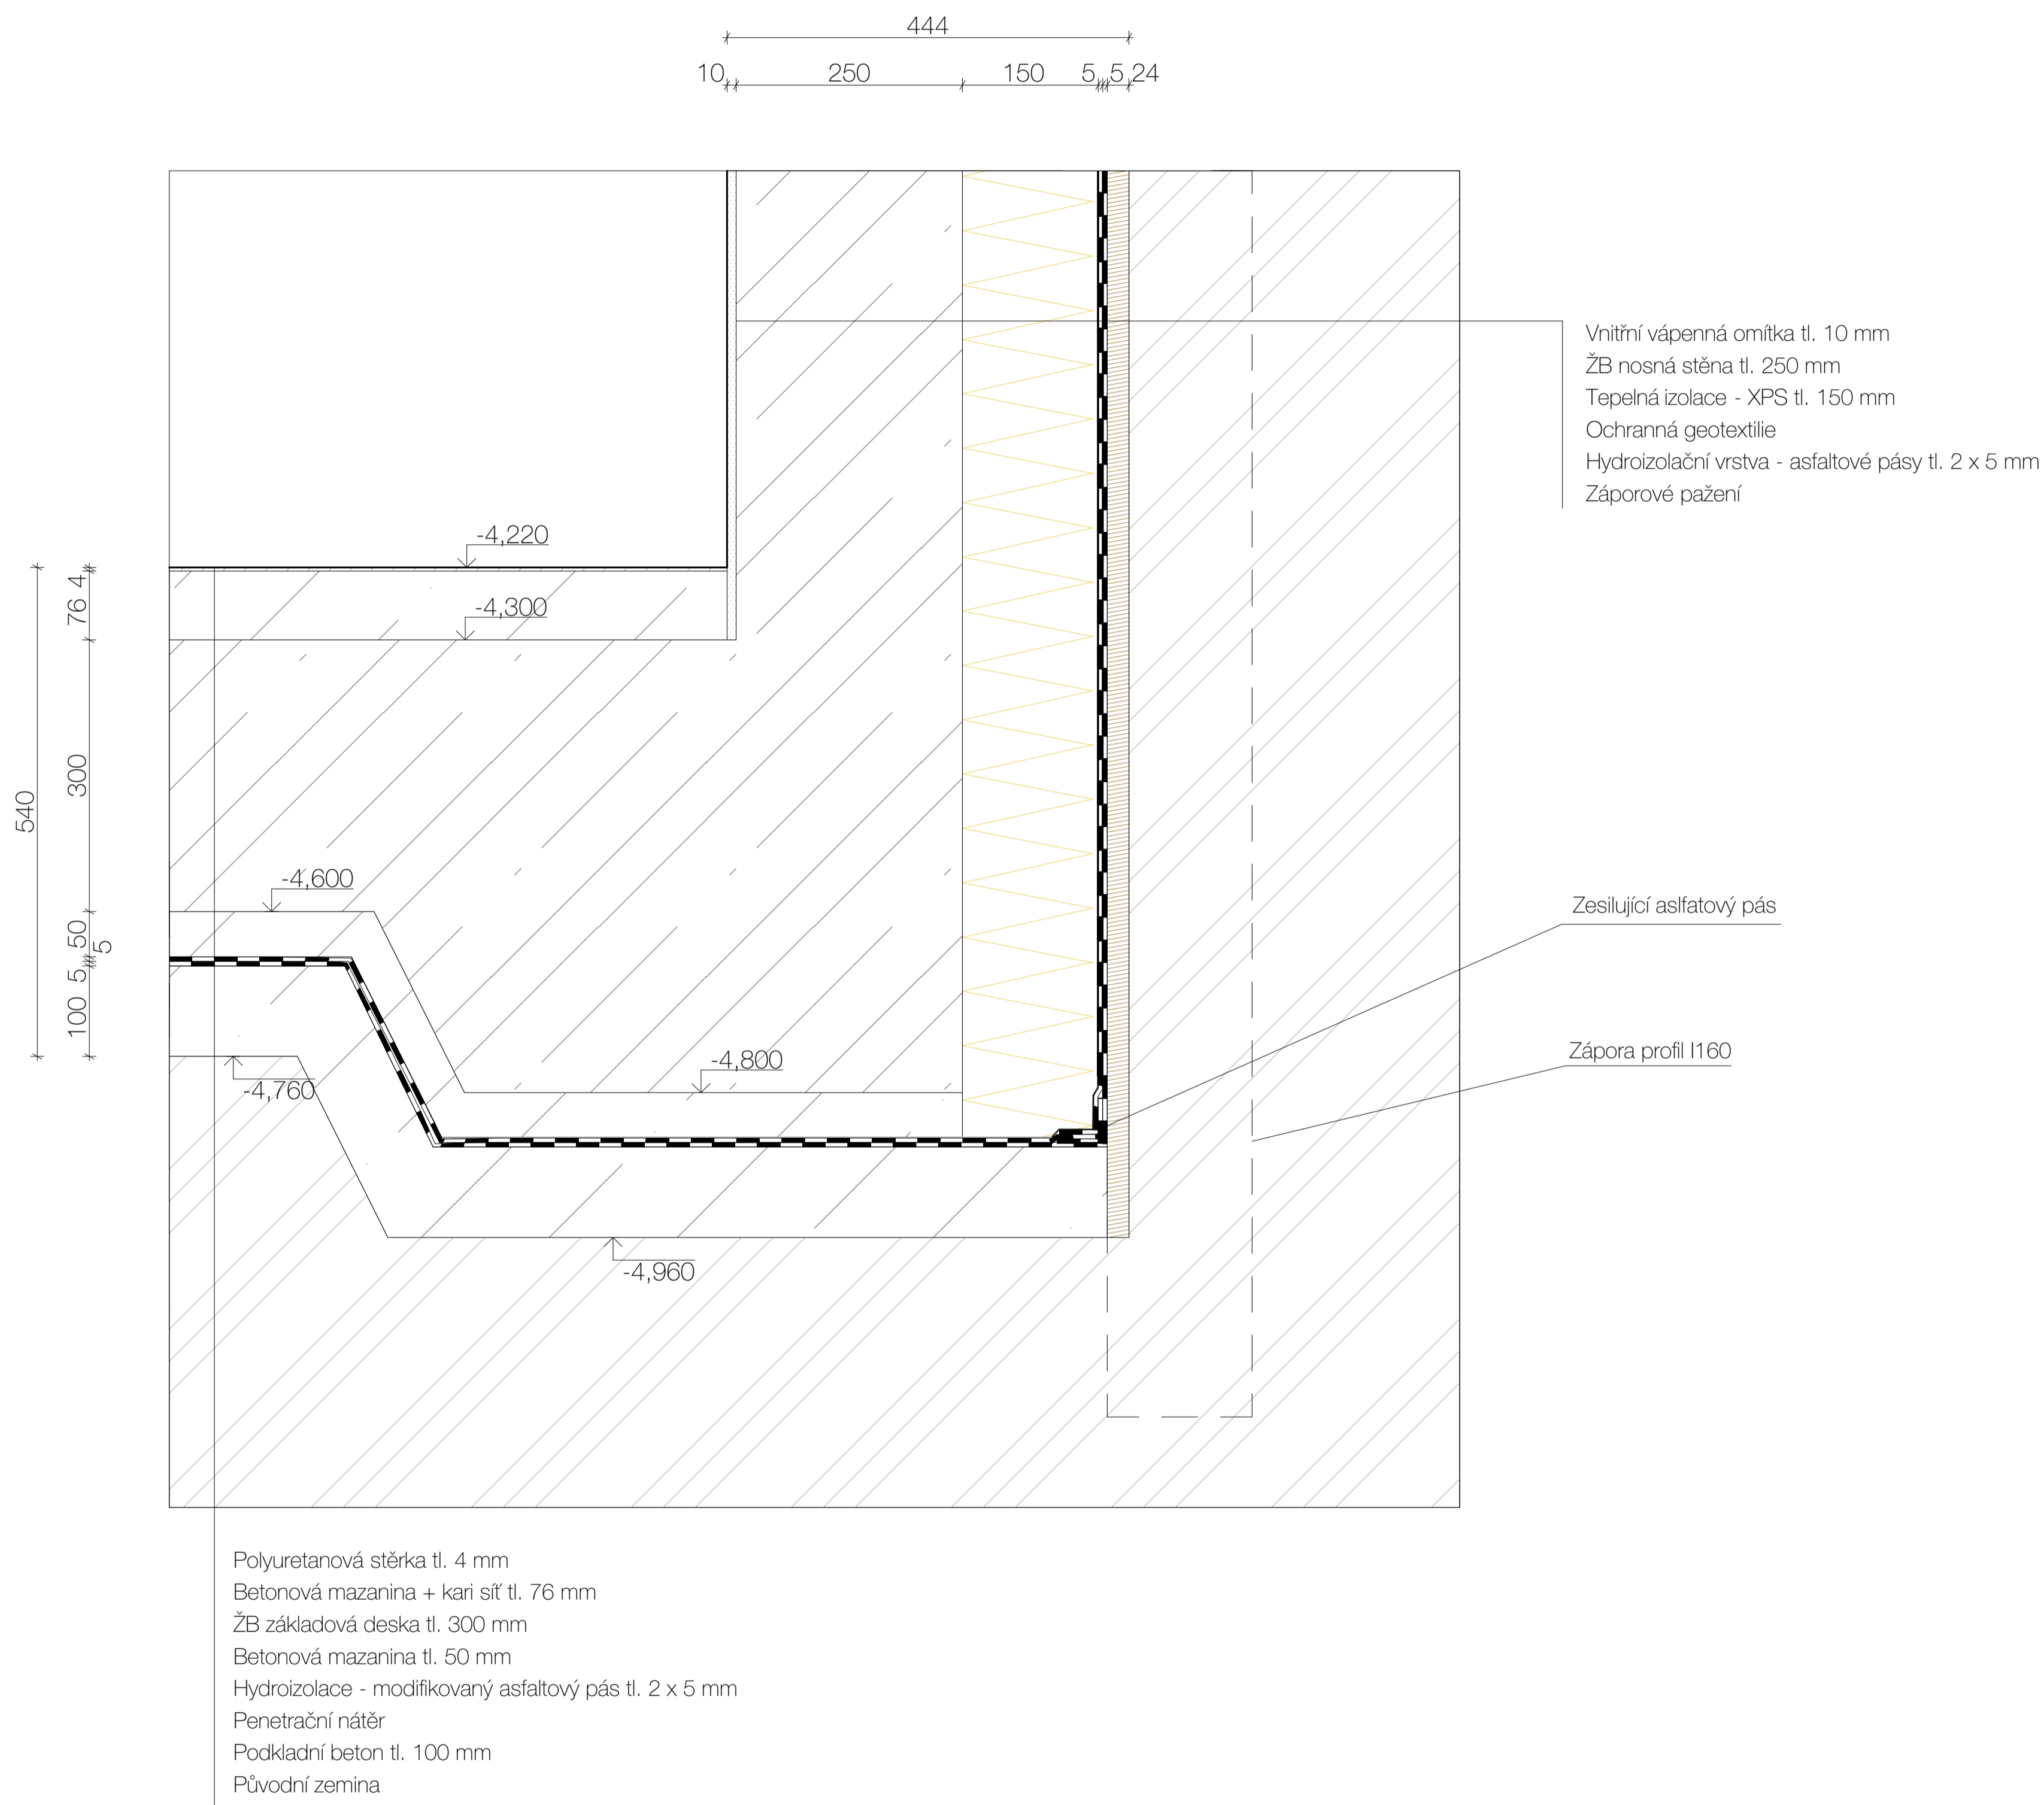 444
10 250 150 5 5 24
Vnitřní vápenná omítka tl. 10 mm
ŽB nosná stěna tl. 250 mm
Tepelná izolace - XPS tl. 150 mm
Ochranná geotextilie
Hydroizolační vrstva - asfaltové pásy tl. 2 x 5 mm
Záporové pažení
-4,220
-4,300
-4,600
-4,760
-4,800
-4,960
540
4
76
300
50
5
5
100
Zesilující aslfatový pás
Zápora profil I160
Polyuretanová stěrka tl. 4 mm
Betonová mazanina + kari síť tl. 76 mm
ŽB základová deska tl. 300 mm
Betonová mazanina tl. 50 mm
Hydroizolace - modifikovaný asfaltový pás tl. 2 x 5 mm
Penetrační nátěr
Podkladní beton tl. 100 mm
Původní zemina